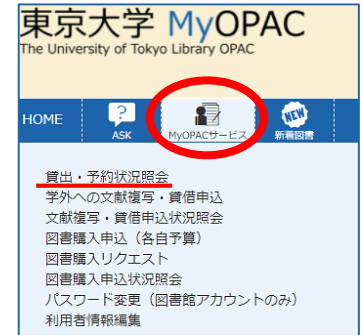 東京大学 MyOPAC
The University of Tokyo Library OPAC
HOME
?
ASK
MyOPACサービス
NEW
新着図書
貸出・予約状況照会
学外への文献複写・貸借申込
文献複写・貸借申込状況照会
図書購入申込（各自予算）
図書購入リクエスト
図書購入申込状況照会
パスワード変更（図書館アカウントのみ）
利用者情報編集